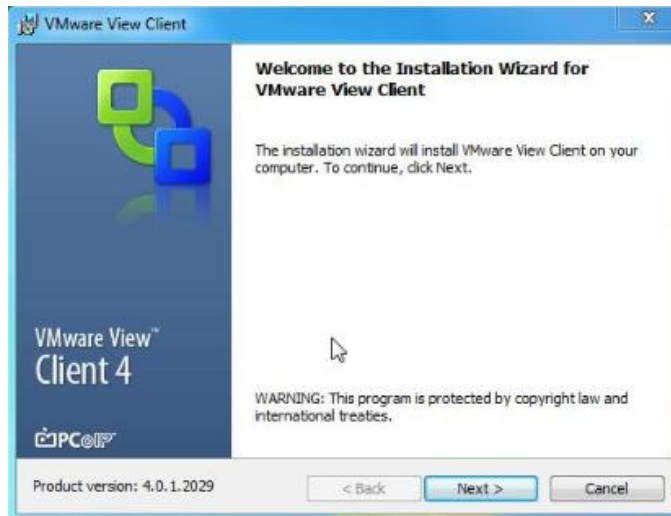 VMware View Client
Welcome to the Installation Wizard for
VMware View Client
The installation wizard will install VMware View Client on your
computer. To continue, click Next.
VMware View™
Client 4
WARNING: This program is protected by copyright law and
international treaties.
PCoIP
Product version: 4.0.1.2029
< Back
Next >
Cancel